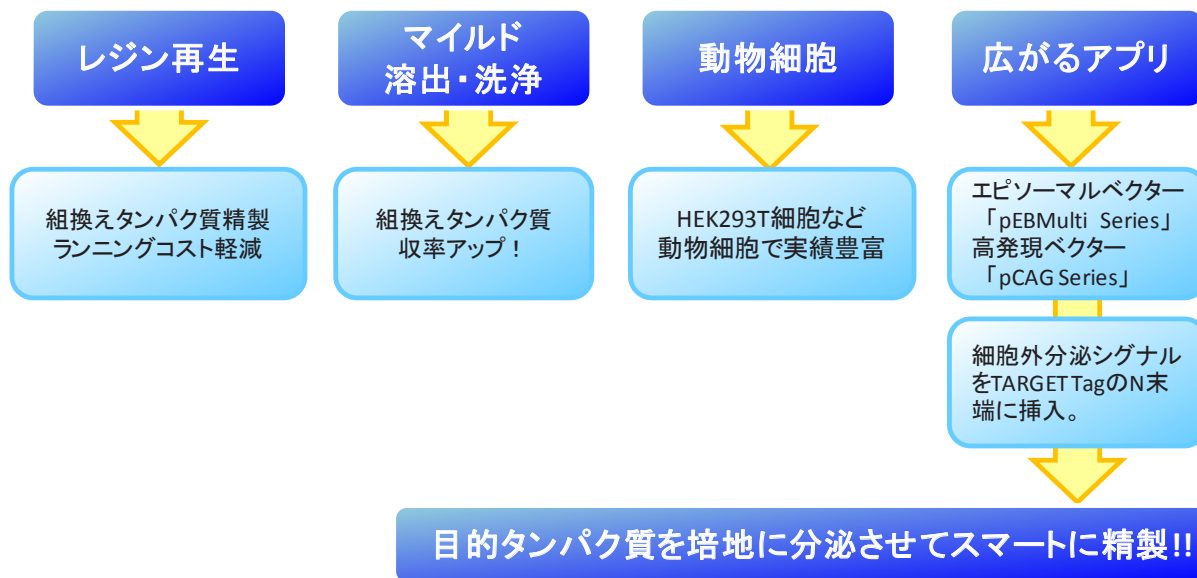 レジン再生
マイルド
溶出・洗浄
動物細胞
広がるアプリ
組換えタンパク質精製
ランニングコスト軽減
組換えタンパク質
収率アップ！
HEK293T細胞など
動物細胞で実績豊富
エピソーマルベクター
「pEBMulti Series」
高発現ベクター
「pCAG Series」
細胞外分泌シグナル
をTARGET TagのN末
端に挿入。
目的タンパク質を培地に分泌させてスマートに精製!!